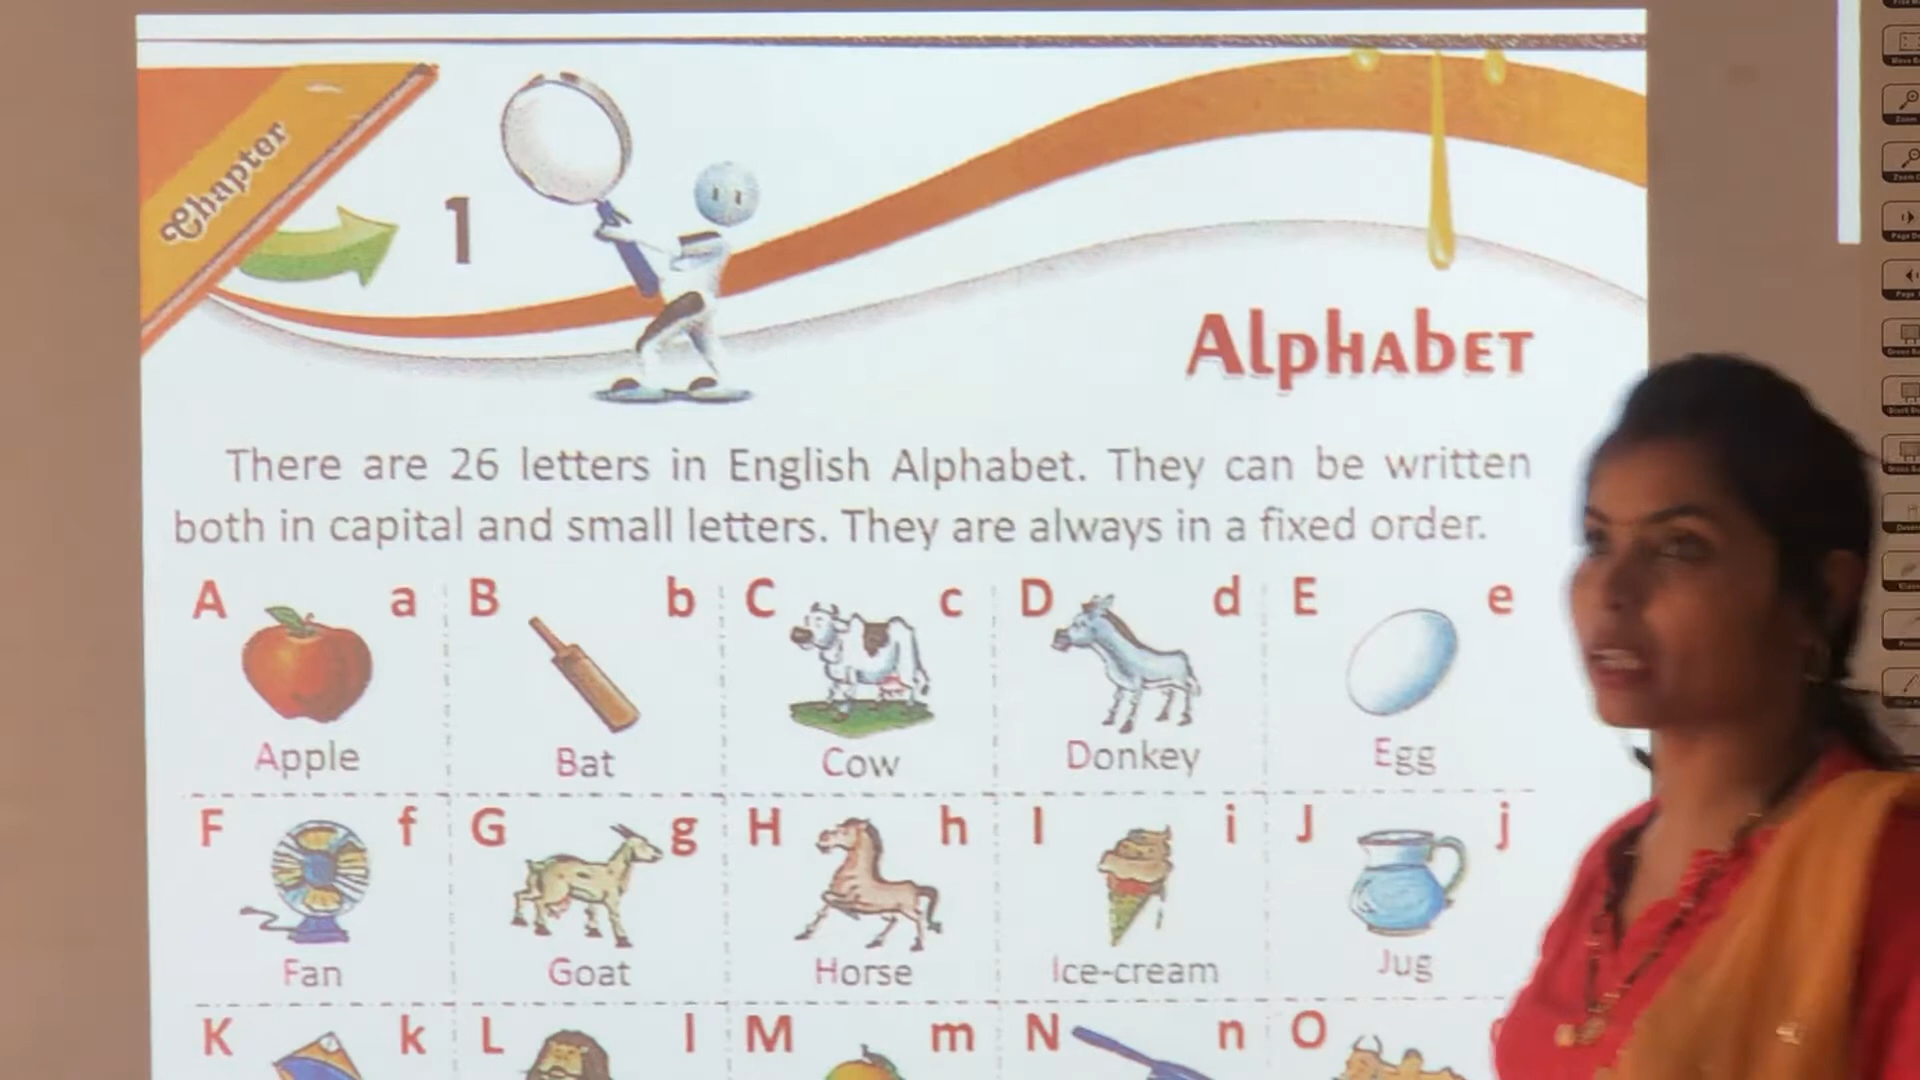 Chapter
1
Alphabet
There are 26 letters in English Alphabet. They can be written
both in capital and small letters. They are always in a fixed order.
A a B b C c D d E e
Apple Bat Cow Donkey Egg
F f G g H h I i J j
Fan Goat Horse Ice-cream Jug
K k L l M m N n O
Zoom